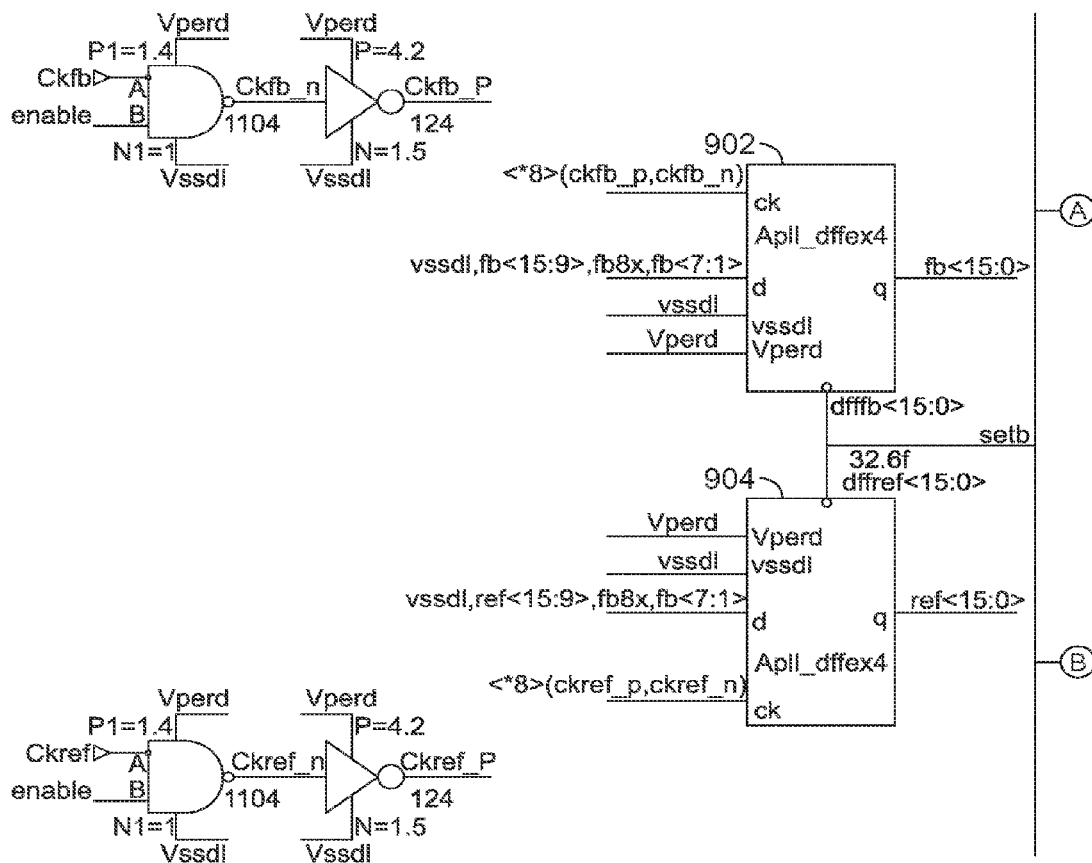 Vperd
Vperd
P1=1.4
P=4.2
Ckfb
A
Ckfb_n
Ckfb_P
enable
B
1104
124
N1=1
N=1.5
Vssdl
Vssdl
902
<*8>(ckfb_p,ckfb_n)
ck
Apll_dffex4
A
vssdl,fb<15:9>,fb8x,fb<7:1>
d
q
fb<15:0>
vssdl
vssdl
Vperd
Vperd
dfffb<15:0>
setb
32.6f
904
dffref<15:0>
Vperd
Vperd
vssdl
vssdl
vssdl,ref<15:9>,fb8x,fb<7:1>
d
q
ref<15:0>
Apll_dffex4
B
<*8>(ckref_p,ckref_n)
ck
Vperd
Vperd
P1=1.4
P=4.2
Ckref
A
Ckref_n
Ckref_P
enable
B
1104
124
N1=1
N=1.5
Vssdl
Vssdl